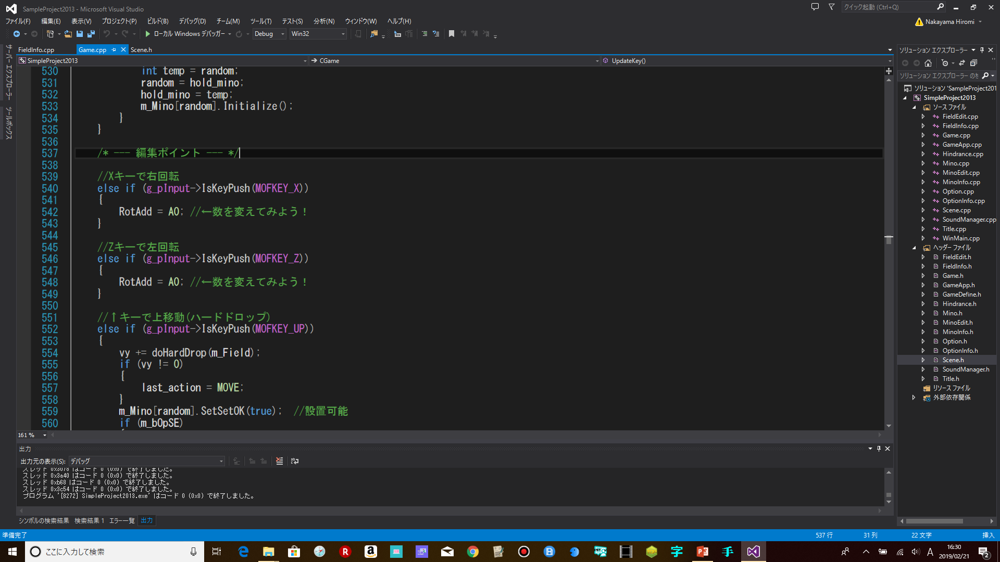 SampleProject2013 - Microsoft Visual Studio
クイック起動 (Ctrl+Q)
ファイル(F) 編集(E) 表示(V) プロジェクト(P) ビルド(B) デバッグ(D) チーム(M) ツール(T) テスト(S) 分析(N) ウィンドウ(W) ヘルプ(H)
Nakayama Hiromi
ローカル Windows デバッガー Debug Win32
サーバー エクスプローラー
ツールボックス
FieldInfo.cpp Game.cpp Scene.h
SimpleProject2013 CGame UpdateKey()
530 int temp = random;
531 random = hold_mino;
532 hold_mino = temp;
533 m_Mino[random].Initialize();
534 }
535 }
536
537 /* --- 編集ポイント --- */
538
539 //Xキーで右回転
540 else if (g_pInput->IsKeyPush(MOFKEY_X))
541 {
542 RotAdd = A0; //←数を変えてみよう！
543 }
544
545 //Zキーで左回転
546 else if (g_pInput->IsKeyPush(MOFKEY_Z))
547 {
548 RotAdd = A0; //←数を変えてみよう！
549 }
550
551 //↑キーで上移動(ハードドロップ)
552 else if (g_pInput->IsKeyPush(MOFKEY_UP))
553 {
554 vy += doHardDrop(m_Field);
555 if (vy != 0)
556 {
557 last_action = MOVE;
558 }
559 m_Mino[random].SetSetOK(true); //設置可能
560 if (m_bOpSE)
161 %
出力
出力元の表示(S): デバッグ
スレッド 0x3078 はコード 0 (0x0) で終了しました。
スレッド 0x3a40 はコード 0 (0x0) で終了しました。
スレッド 0xb68 はコード 0 (0x0) で終了しました。
スレッド 0x3c54 はコード 0 (0x0) で終了しました。
プログラム '[8272] SimpleProject2013.exe' はコード 0 (0x0) で終了しました。
シンボルの検索結果 検索結果 1 エラー一覧 出力
ソリューション エクスプローラー
ソリューション エクスプローラー の
ソリューション 'SampleProject201
SimpleProject2013
ソース ファイル
FieldEdit.cpp
FieldInfo.cpp
Game.cpp
GameApp.cpp
Hindrance.cpp
Mino.cpp
MinoEdit.cpp
MinoInfo.cpp
Option.cpp
OptionInfo.cpp
Scene.cpp
SoundManager.cpp
Title.cpp
WinMain.cpp
ヘッダー ファイル
FieldEdit.h
FieldInfo.h
Game.h
GameApp.h
GameDefine.h
Hindrance.h
Mino.h
MinoEdit.h
MinoInfo.h
Option.h
OptionInfo.h
Scene.h
SoundManager.h
Title.h
リソース ファイル
外部依存関係
準備完了 537 行 31 列 22 文字 挿入
ここに入力して検索
字
手
A
16:30
2019/02/21
2